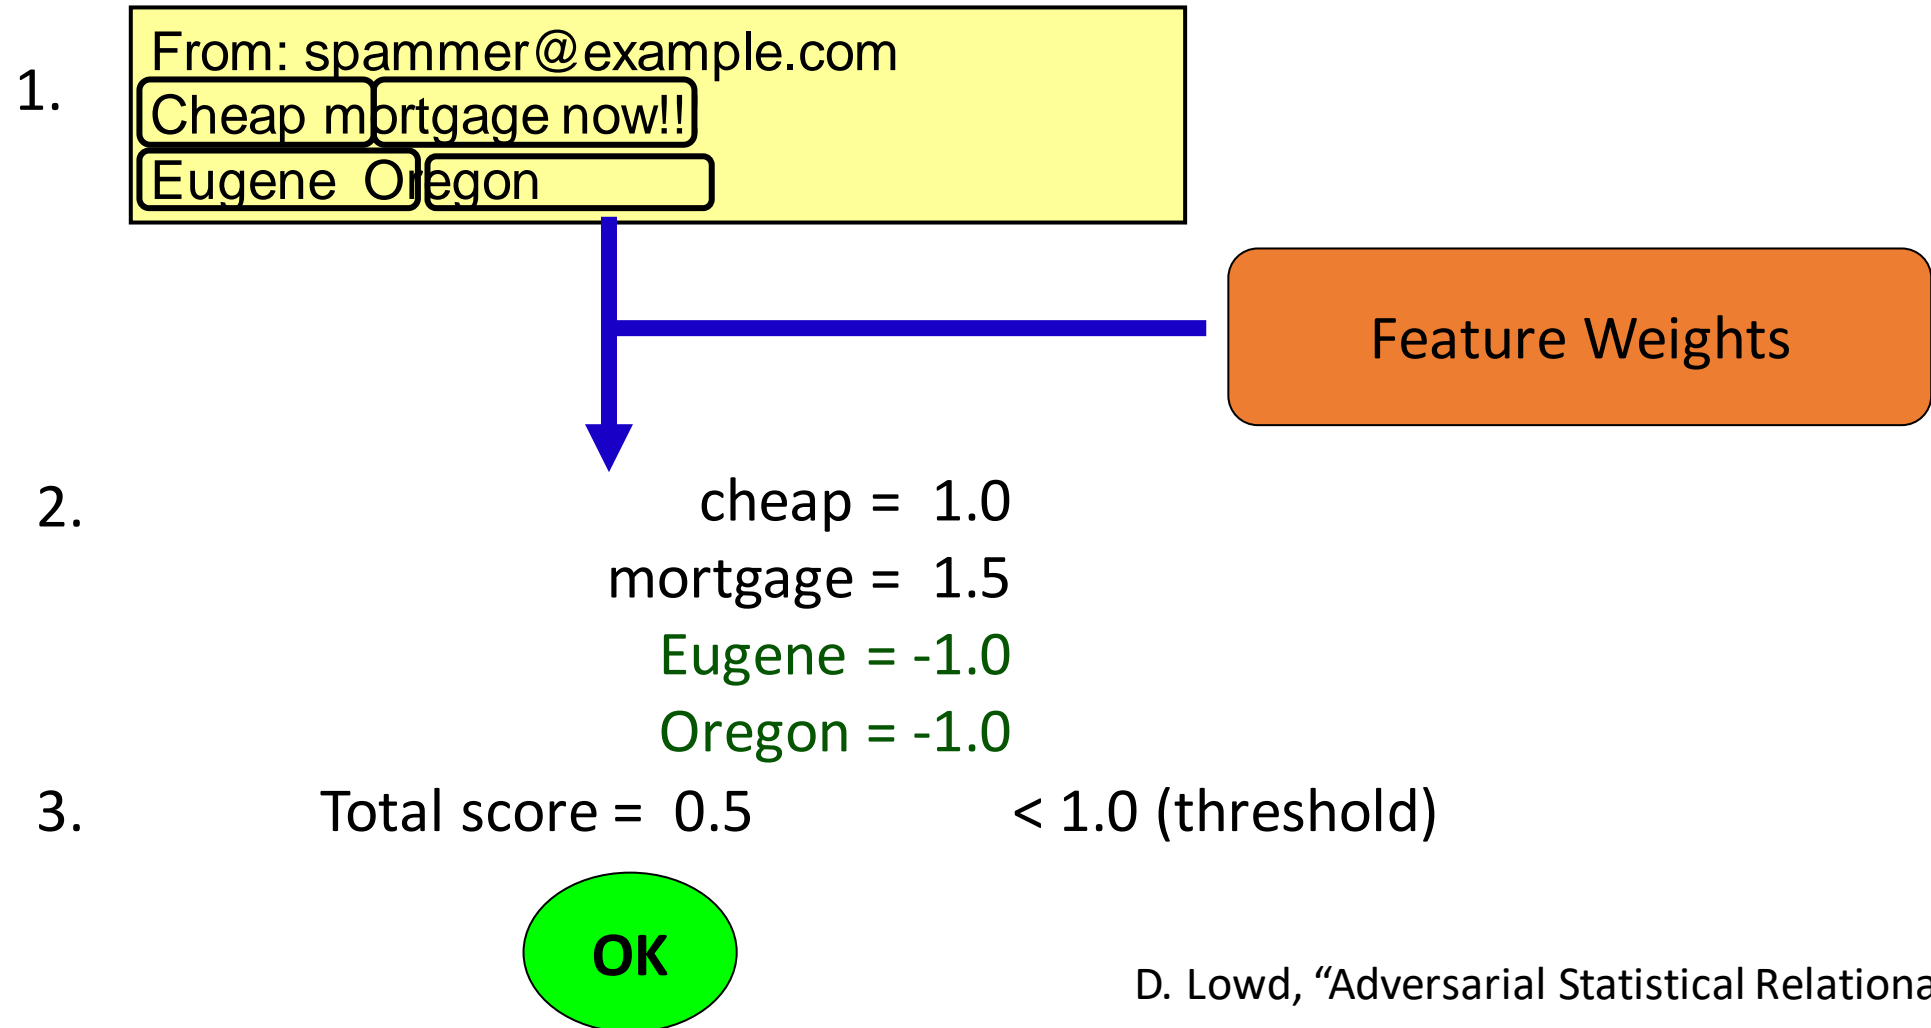 1.
From: spammer@example.com
Cheap mortgage now!!
Eugene Oregon
Feature Weights
2.
cheap = 1.0
mortgage = 1.5
Eugene = -1.0
Oregon = -1.0
3. Total score = 0.5 < 1.0 (threshold)
OK
D. Lowd, “Adversarial Statistical Relationa